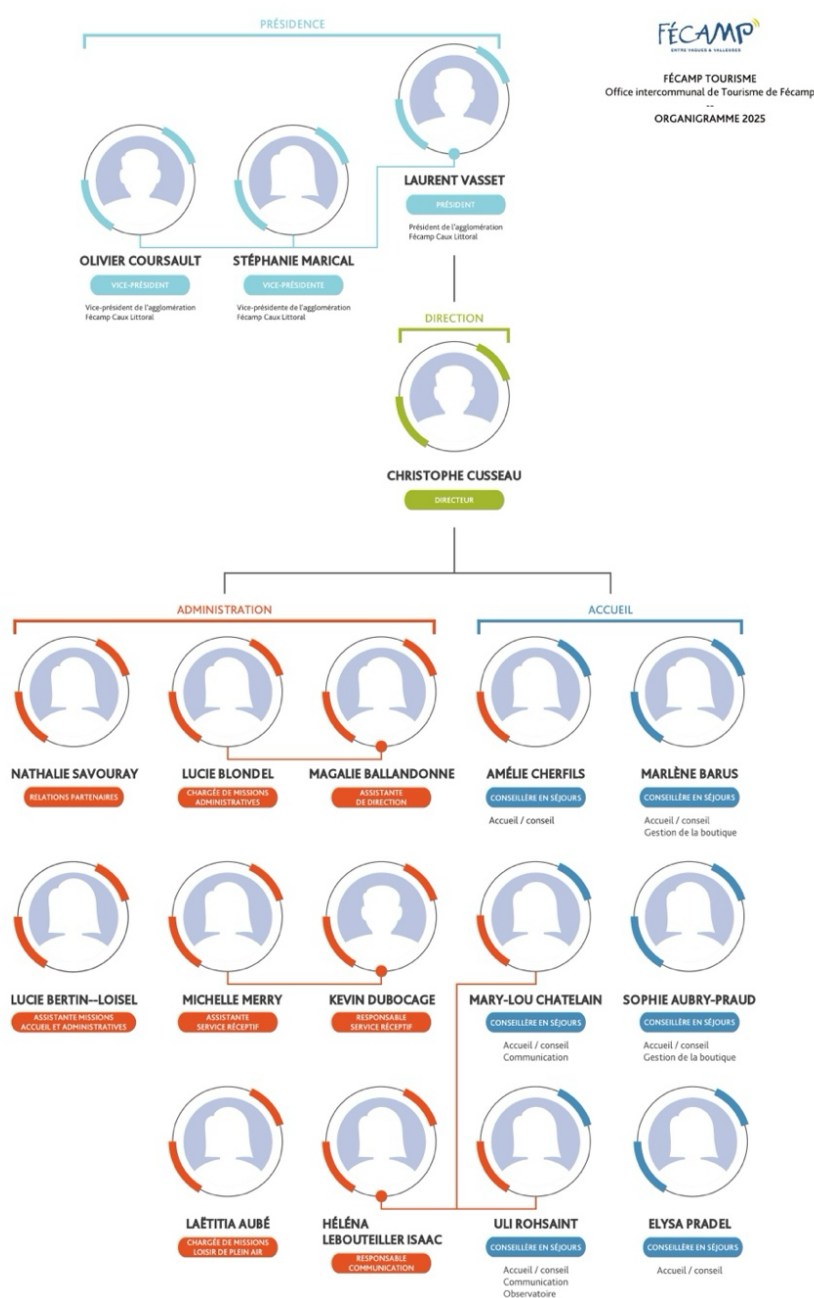 PRÉSIDENCE
FÉCAMP
ENTRE VAGUES & VALLEUSES
FÉCAMP TOURISME
Office intercommunal de Tourisme de Fécamp
--
ORGANIGRAMME 2025
LAURENT VASSET
PRÉSIDENT
Président de l'agglomération
Fécamp Caux Littoral
OLIVIER COURSAULT
VICE-PRÉSIDENT
Vice-président de l'agglomération
Fécamp Caux Littoral
STÉPHANIE MARICAL
VICE-PRÉSIDENTE
Vice-présidente de l'agglomération
Fécamp Caux Littoral
DIRECTION
CHRISTOPHE CUSSEAU
DIRECTEUR
ADMINISTRATION
ACCUEIL
NATHALIE SAVOURAY
RELATIONS PARTENAIRES
LUCIE BLONDEL
CHARGÉE DE MISSIONS
ADMINISTRATIVES
MAGALIE BALLANDONNE
ASSISTANTE
DE DIRECTION
AMÉLIE CHERFILS
CONSEILLÈRE EN SÉJOURS
Accueil / conseil
MARLÈNE BARUS
CONSEILLÈRE EN SÉJOURS
Accueil / conseil
Gestion de la boutique
LUCIE BERTIN--LOISEL
ASSISTANTE MISSIONS
ACCUEIL ET ADMINISTRATIVES
MICHELLE MERRY
ASSISTANTE
SERVICE RÉCEPTIF
KEVIN DUBOCAGE
RESPONSABLE
SERVICE RÉCEPTIF
MARY-LOU CHATELAIN
CONSEILLÈRE EN SÉJOURS
Accueil / conseil
Communication
SOPHIE AUBRY-PRAUD
CONSEILLÈRE EN SÉJOURS
Accueil / conseil
Gestion de la boutique
LAËTITIA AUBÉ
CHARGÉE DE MISSIONS
LOISIR DE PLEIN AIR
HÉLÉNA
LEBOUTEILLER ISAAC
RESPONSABLE
COMMUNICATION
ULI ROHSAINT
CONSEILLÈRE EN SÉJOURS
Accueil / conseil
Communication
Observatoire
ELYSA PRADEL
CONSEILLÈRE EN SÉJOURS
Accueil / conseil